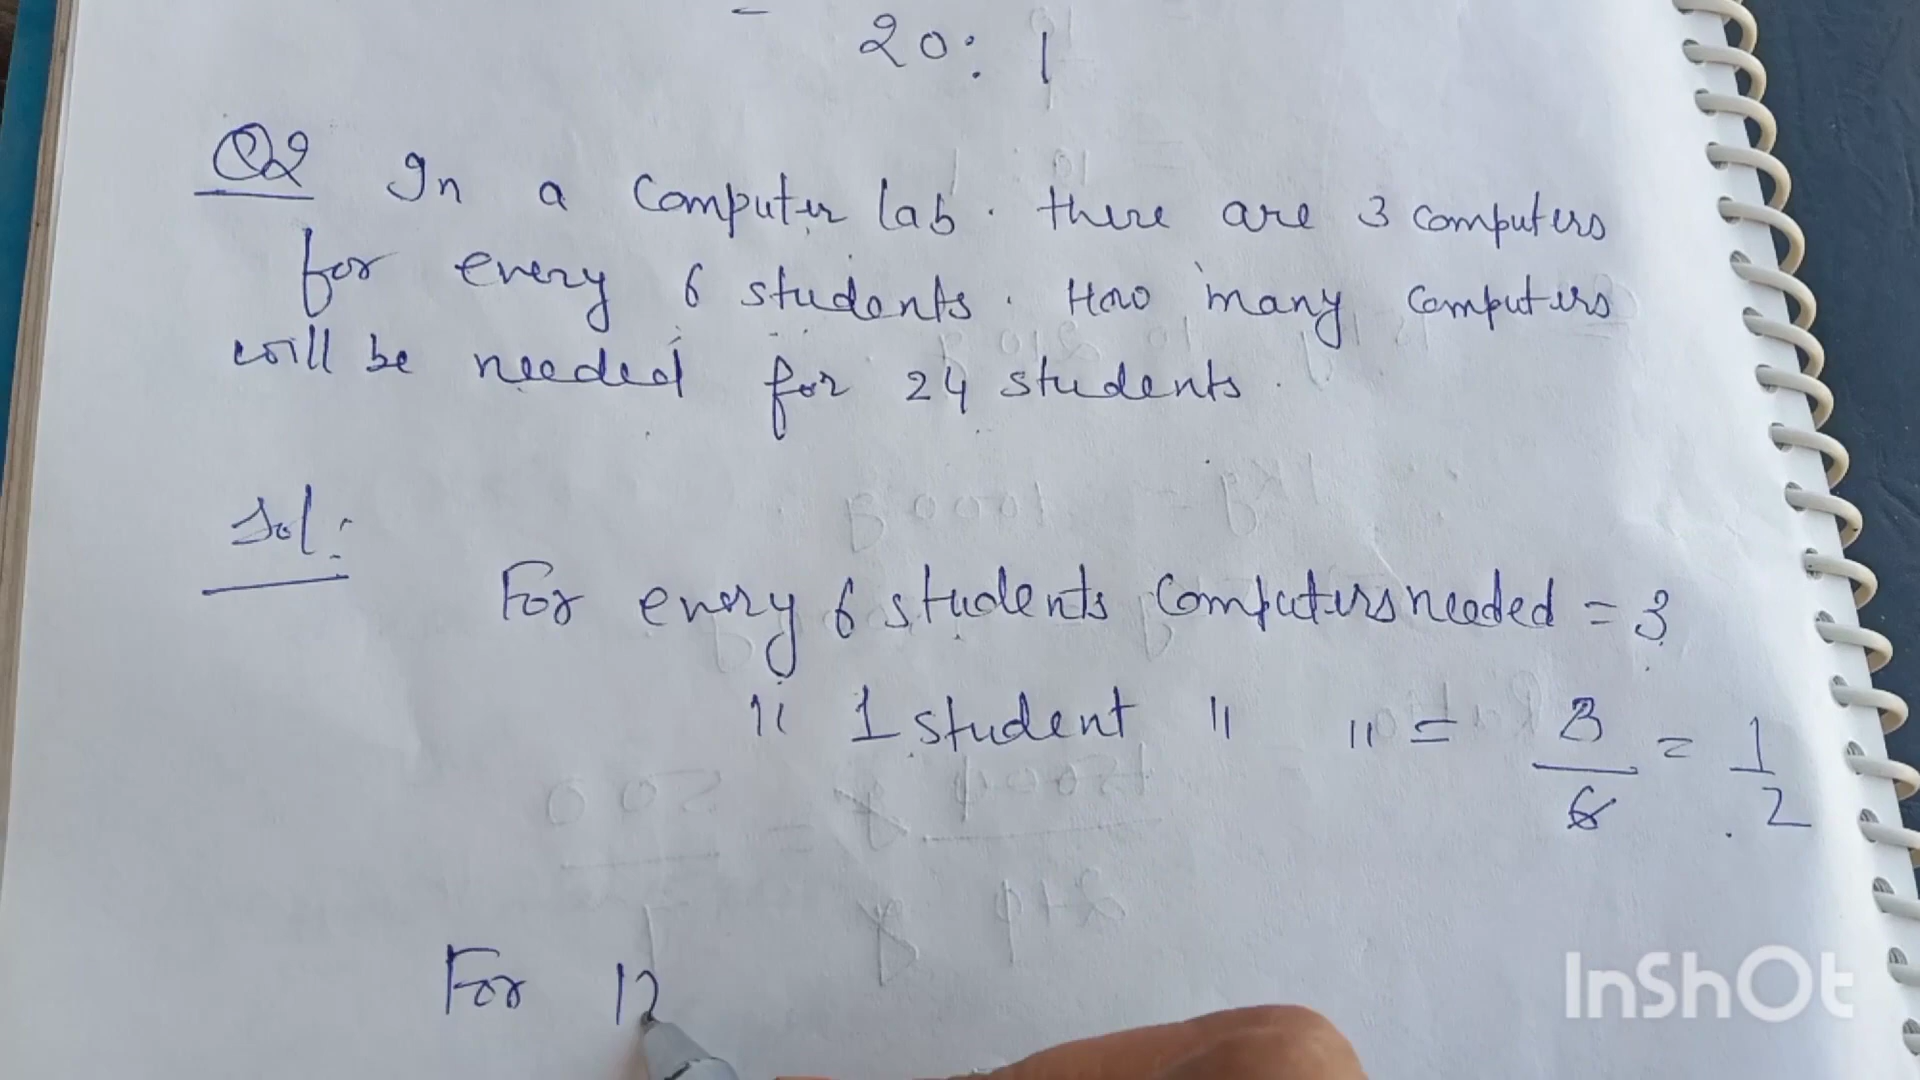 = 20 : 1
Q2 In a Computer lab. there are 3 computers
for every 6 students. How many computers
will be needed for 24 students.
Sol:
For every 6 students Computers needed = 3
" 1 student " " = 3/6 = 1/2
For 12
InShOt